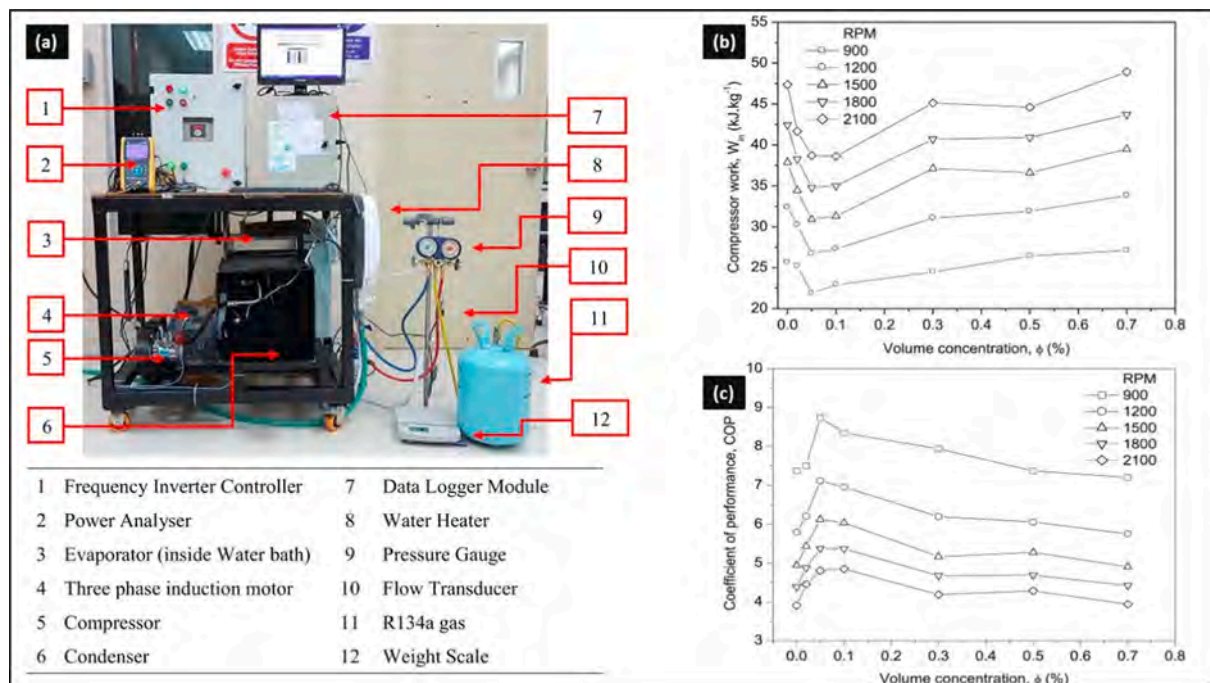 (a)
1
2
3
4
5
6
7
8
9
10
11
12
1 Frequency Inverter Controller 7 Data Logger Module
2 Power Analyser 8 Water Heater
3 Evaporator (inside Water bath) 9 Pressure Gauge
4 Three phase induction motor 10 Flow Transducer
5 Compressor 11 R134a gas
6 Condenser 12 Weight Scale
(b)
RPM
900
1200
1500
1800
2100
55
50
45
40
35
30
25
20
Compressor work, W_in (kJ.kg⁻¹)
0.0 0.1 0.2 0.3 0.4 0.5 0.6 0.7 0.8
Volume concentration, ϕ (%)
(c)
RPM
900
1200
1500
1800
2100
9
8
7
6
5
4
3
Coefficient of performance, COP
0.0 0.1 0.2 0.3 0.4 0.5 0.6 0.7 0.8
Volume concentration, ϕ (%)